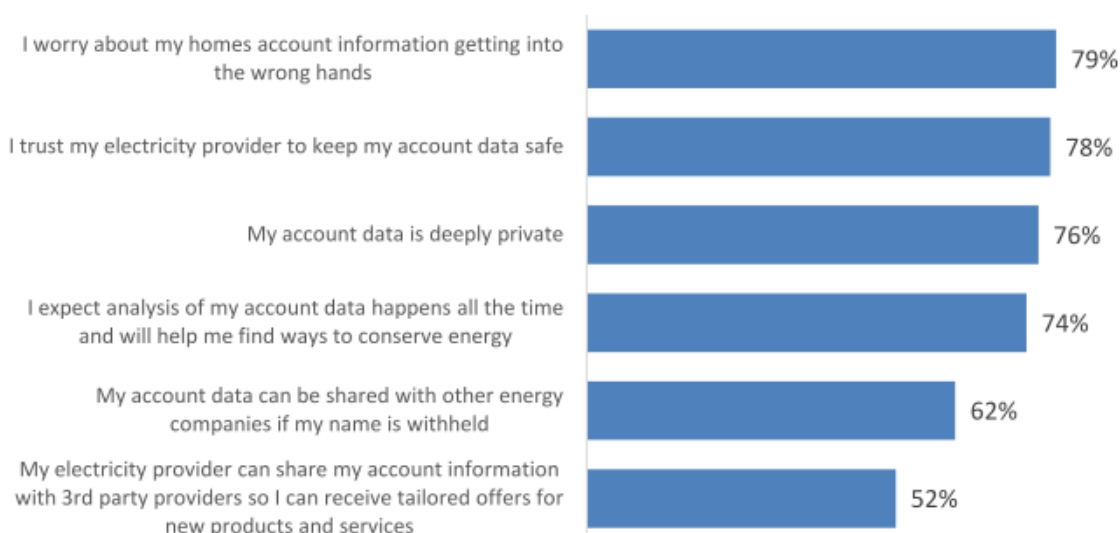 I worry about my homes account information getting into
the wrong hands
79%
I trust my electricity provider to keep my account data safe
78%
My account data is deeply private
76%
I expect analysis of my account data happens all the time
and will help me find ways to conserve energy
74%
My account data can be shared with other energy
companies if my name is withheld
62%
My electricity provider can share my account information
with 3rd party providers so I can receive tailored offers for
new products and services
52%